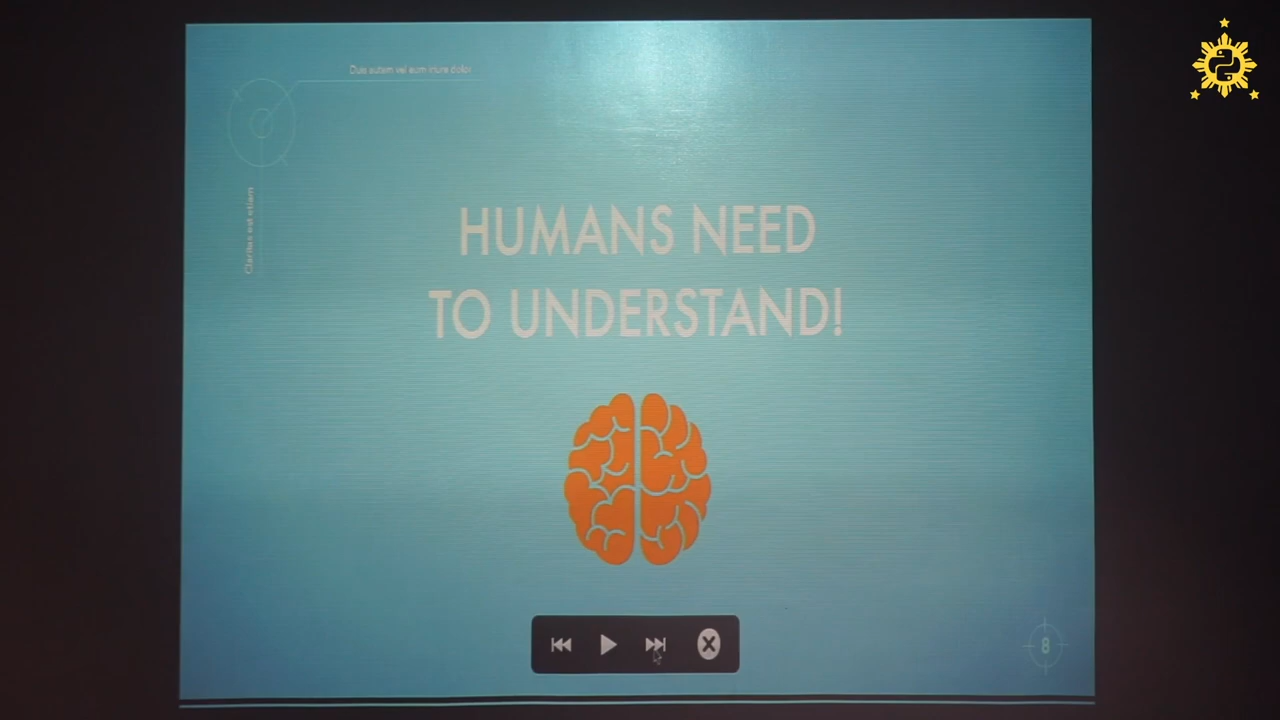 Duis autem vel eum iriure dolor
Claritas est etiam
HUMANS NEED
TO UNDERSTAND!
8